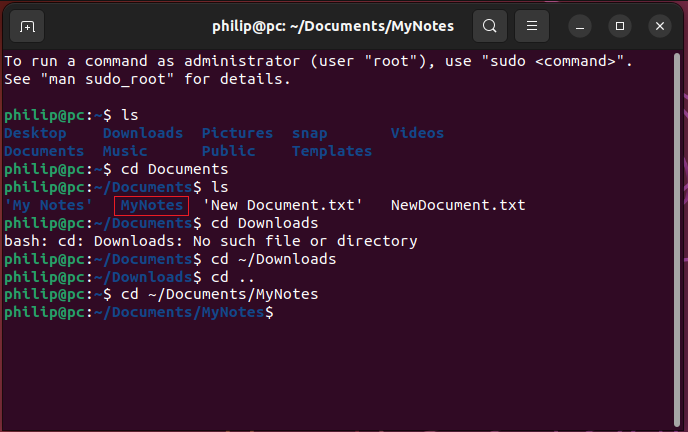 philip@pc: ~/Documents/MyNotes
To run a command as administrator (user "root"), use "sudo <command>".
See "man sudo_root" for details.
philip@pc:~$ ls
Desktop    Downloads  Pictures  snap       Videos
Documents  Music      Public    Templates
philip@pc:~$ cd Documents
philip@pc:~/Documents$ ls
'My Notes'   MyNotes  'New Document.txt'   NewDocument.txt
philip@pc:~/Documents$ cd Downloads
bash: cd: Downloads: No such file or directory
philip@pc:~/Documents$ cd ~/Downloads
philip@pc:~/Downloads$ cd ..
philip@pc:~$ cd ~/Documents/MyNotes
philip@pc:~/Documents/MyNotes$